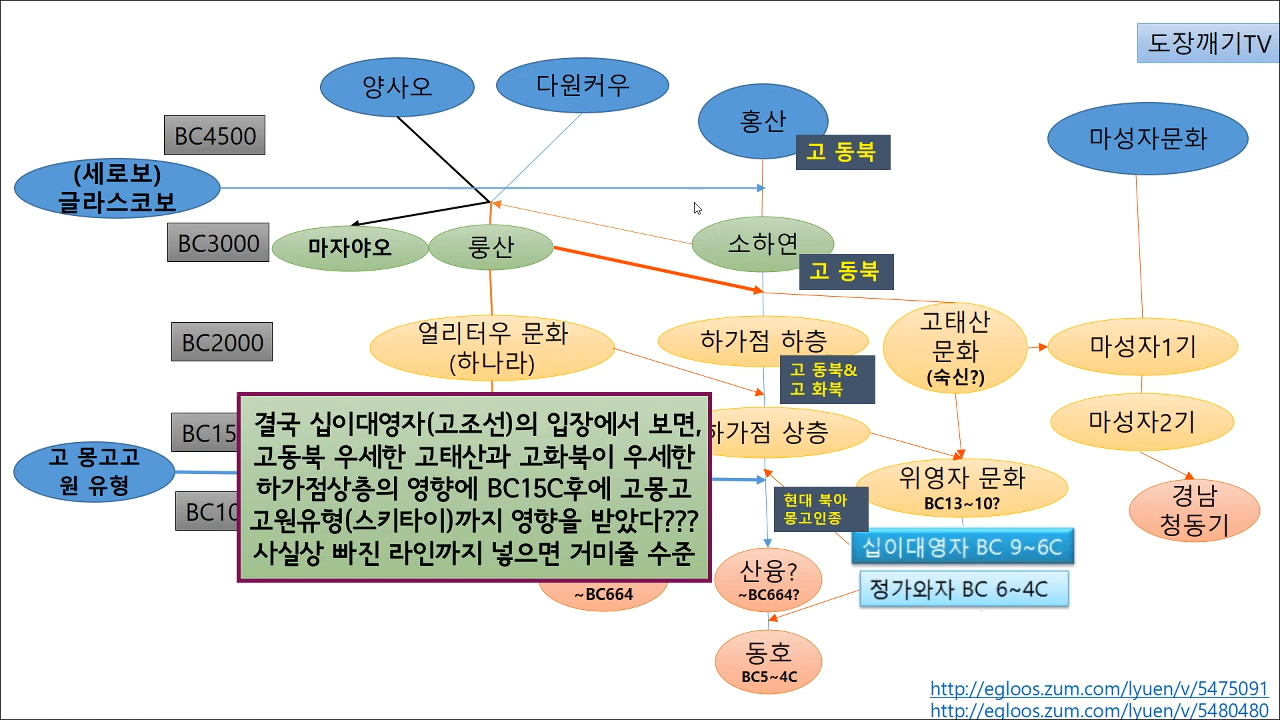 도장깨기TV
양사오
다원커우
홍산
고 동북
마성자문화
BC4500
(세로보)
글라스코보
BC3000
마자야오
룽산
소하연
고 동북
BC2000
얼리터우 문화
(하나라)
하가점 하층
고 동북&
고 화북
고태산
문화
(숙신?)
마성자1기
BC15
하가점 상층
마성자2기
고 몽고고
원 유형
결국 십이대영자(고조선)의 입장에서 보면,
고동북 우세한 고태산과 고화북이 우세한
하가점상층의 영향에 BC15C후에 고몽고
고원유형(스키타이)까지 영향을 받았다???
사실상 빠진 라인까지 넣으면 거미줄 수준
BC10
현대 북아
몽고인종
위영자 문화
BC13~10?
경남
청동기
십이대영자 BC 9~6C
정가와자 BC 6~4C
~BC664
산융?
~BC664?
동호
BC5~4C
http://egloos.zum.com/lyuen/v/5475091
http://egloos.zum.com/lyuen/v/5480480